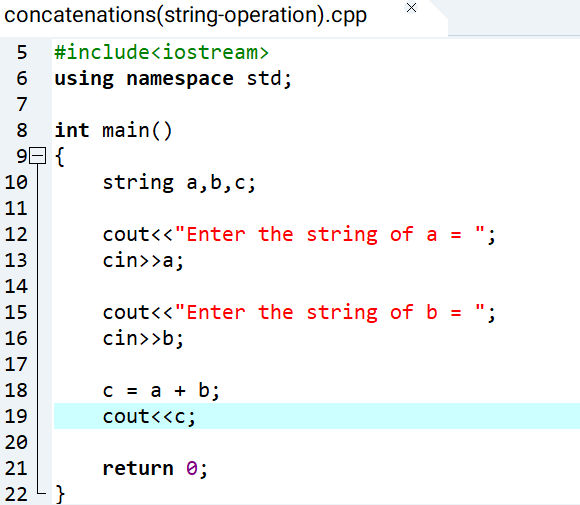 concatenations(string-operation).cpp ×
5 #include<iostream>
6 using namespace std;
7
8 int main()
9 {
10 string a,b,c;
11
12 cout<<"Enter the string of a = ";
13 cin>>a;
14
15 cout<<"Enter the string of b = ";
16 cin>>b;
17
18 c = a + b;
19 cout<<c;
20
21 return 0;
22 }